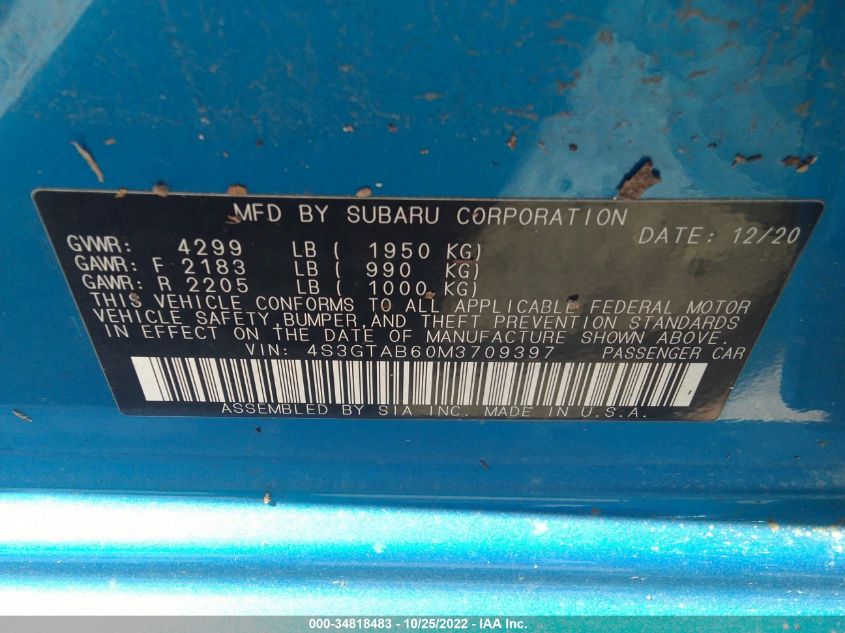 MFD BY SUBARU CORPORATION
DATE: 12/20
GVWR: 4299 LB ( 1950 KG)
GAWR: F 2183 LB ( 990 KG)
GAWR: R 2205 LB ( 1000 KG)
THIS VEHICLE CONFORMS TO ALL APPLICABLE FEDERAL MOTOR
VEHICLE SAFETY, BUMPER, AND THEFT PREVENTION STANDARDS
IN EFFECT ON THE DATE OF MANUFACTURE SHOWN ABOVE.
VIN: 4S3GTAB60M3709397 PASSENGER CAR
ASSEMBLED BY SIA INC. MADE IN U.S.A.
000-34818483 - 10/25/2022 - IAA Inc.